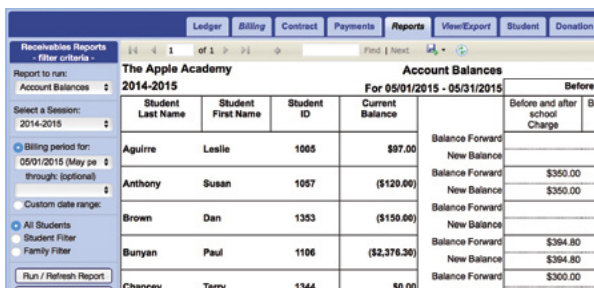 Ledger Billing Contract Payments Reports View/Export Student Donation
Receivables Reports
- filter criteria -
Report to run:
Account Balances
Select a Session:
2014-2015
Billing period for:
05/01/2015 (May pe
through: (optional)
Custom date range:
All Students
Student Filter
Family Filter
Run / Refresh Report
1 of 1 Find | Next
The Apple Academy Account Balances
2014-2015 For 05/01/2015 - 05/31/2015 Before
Student Last Name Student First Name Student ID Current Balance Before and after school Charge B
Balance Forward
Aguirre Leslie 1005 $97.00
New Balance
Balance Forward $350.00
Anthony Susan 1057 ($120.00)
New Balance $350.00
Balance Forward
Brown Dan 1353 ($150.00)
New Balance
Balance Forward $394.80
Bunyan Paul 1106 ($2,376.30)
New Balance $394.80
Balance Forward $300.00
Chancey Terry 1344 $0.00